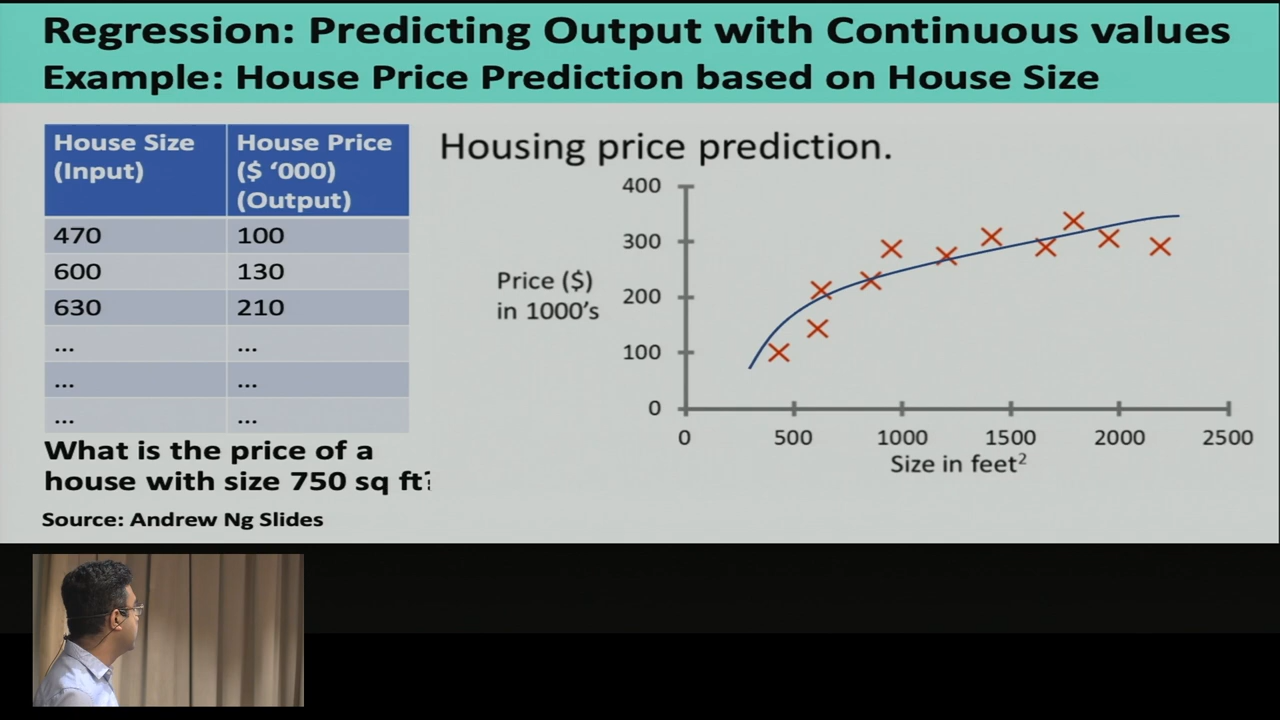 Regression: Predicting Output with Continuous values
Example: House Price Prediction based on House Size
House Size
(Input)
House Price
($ ‘000)
(Output)
470 100
600 130
630 210
... ...
... ...
... ...
What is the price of a
house with size 750 sq ft?
Source: Andrew Ng Slides
Housing price prediction.
Price ($)
in 1000's
400
300
200
100
0
0 500 1000 1500 2000 2500
Size in feet²